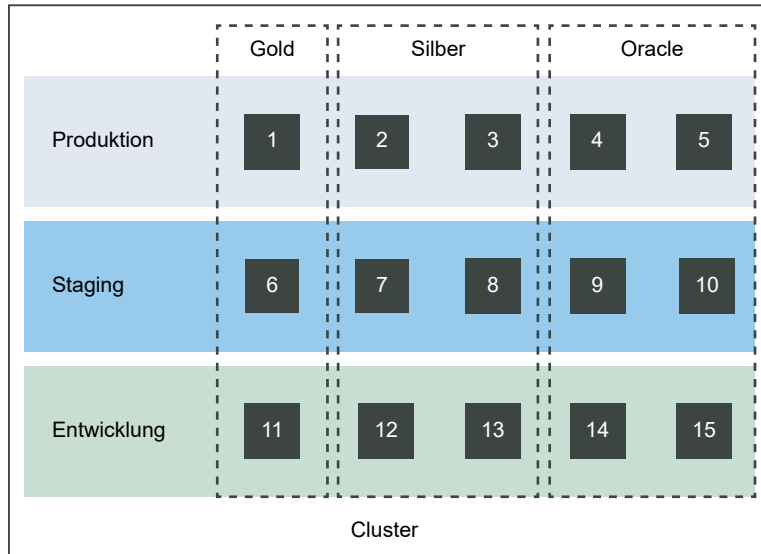 Gold Silber Oracle
Produktion 1 2 3 4 5
Staging 6 7 8 9 10
Entwicklung 11 12 13 14 15
Cluster